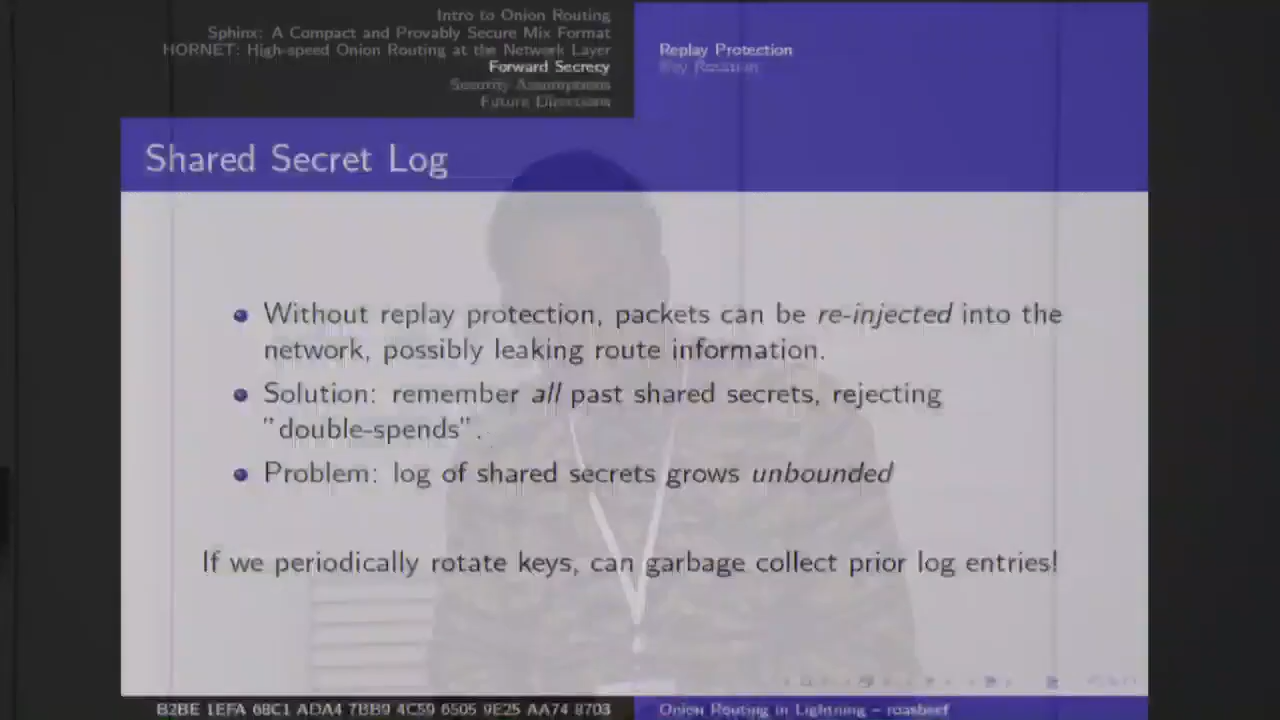 Intro to Onion Routing
Sphinx: A Compact and Provably Secure Mix Format
HORNET: High-speed Onion Routing at the Network Layer
Forward Secrecy
Security Assumptions
Future Directions
Replay Protection
Key Rotation
Shared Secret Log
Without replay protection, packets can be re-injected into the
network, possibly leaking route information.
Solution: remember all past shared secrets, rejecting
"double-spends".
Problem: log of shared secrets grows unbounded
If we periodically rotate keys, can garbage collect prior log entries!
B2BE 1EFA 68C1 ADA4 7BB9 4C59 6505 9E25 AA74 8703
Onion Routing in Lightning – roasbeef